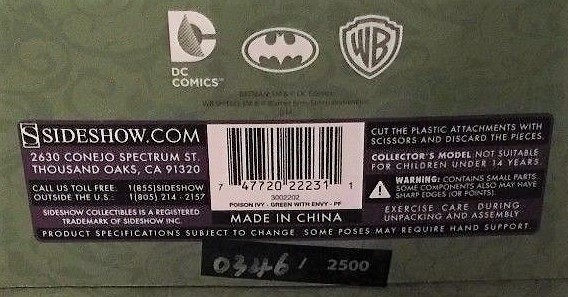 DC
COMICS™
WB
BATMAN TM & © DC Comics.
SIDESHOW.COM
2630 CONEJO SPECTRUM ST.
THOUSAND OAKS, CA 91320
CALL US TOLL FREE: 1(855)SIDESHOW
OUTSIDE THE U.S.: 1(805) 214 - 2157
SIDESHOW COLLECTIBLES IS A REGISTERED
TRADEMARK OF SIDESHOW INC.
7 47720 22231 1
3002202
POISON IVY - GREEN WITH ENVY - PF
MADE IN CHINA
CUT THE PLASTIC ATTACHMENTS WITH
SCISSORS AND DISCARD THE PIECES.
COLLECTOR'S MODEL NOT SUITABLE
FOR CHILDREN UNDER 14 YEARS.
WARNING: CONTAINS SMALL PARTS.
SOME COMPONENTS ALSO MAY HAVE
SHARP EDGES (OR POINTS).
EXERCISE CARE DURING
UNPACKING AND ASSEMBLY
PRODUCT SPECIFICATIONS SUBJECT TO CHANGE. SOME POSES MAY REQUIRE HAND SUPPORT.
0346 / 2500